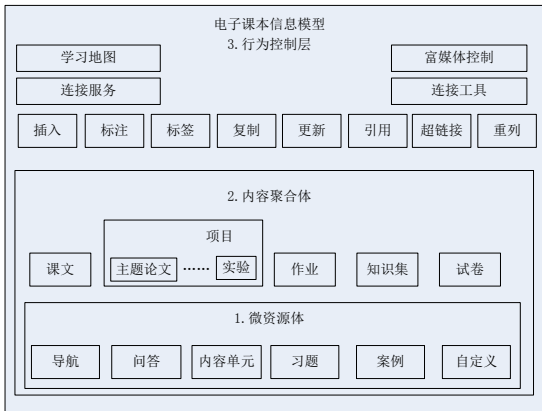 电子课本信息模型
3.行为控制层
学习地图 富媒体控制
连接服务 连接工具
插入 标注 标签 复制 更新 引用 超链接 重列
2.内容聚合体
项目
课文 主题论文 …… 实验 作业 知识集 试卷
1.微资源体
导航 问答 内容单元 习题 案例 自定义